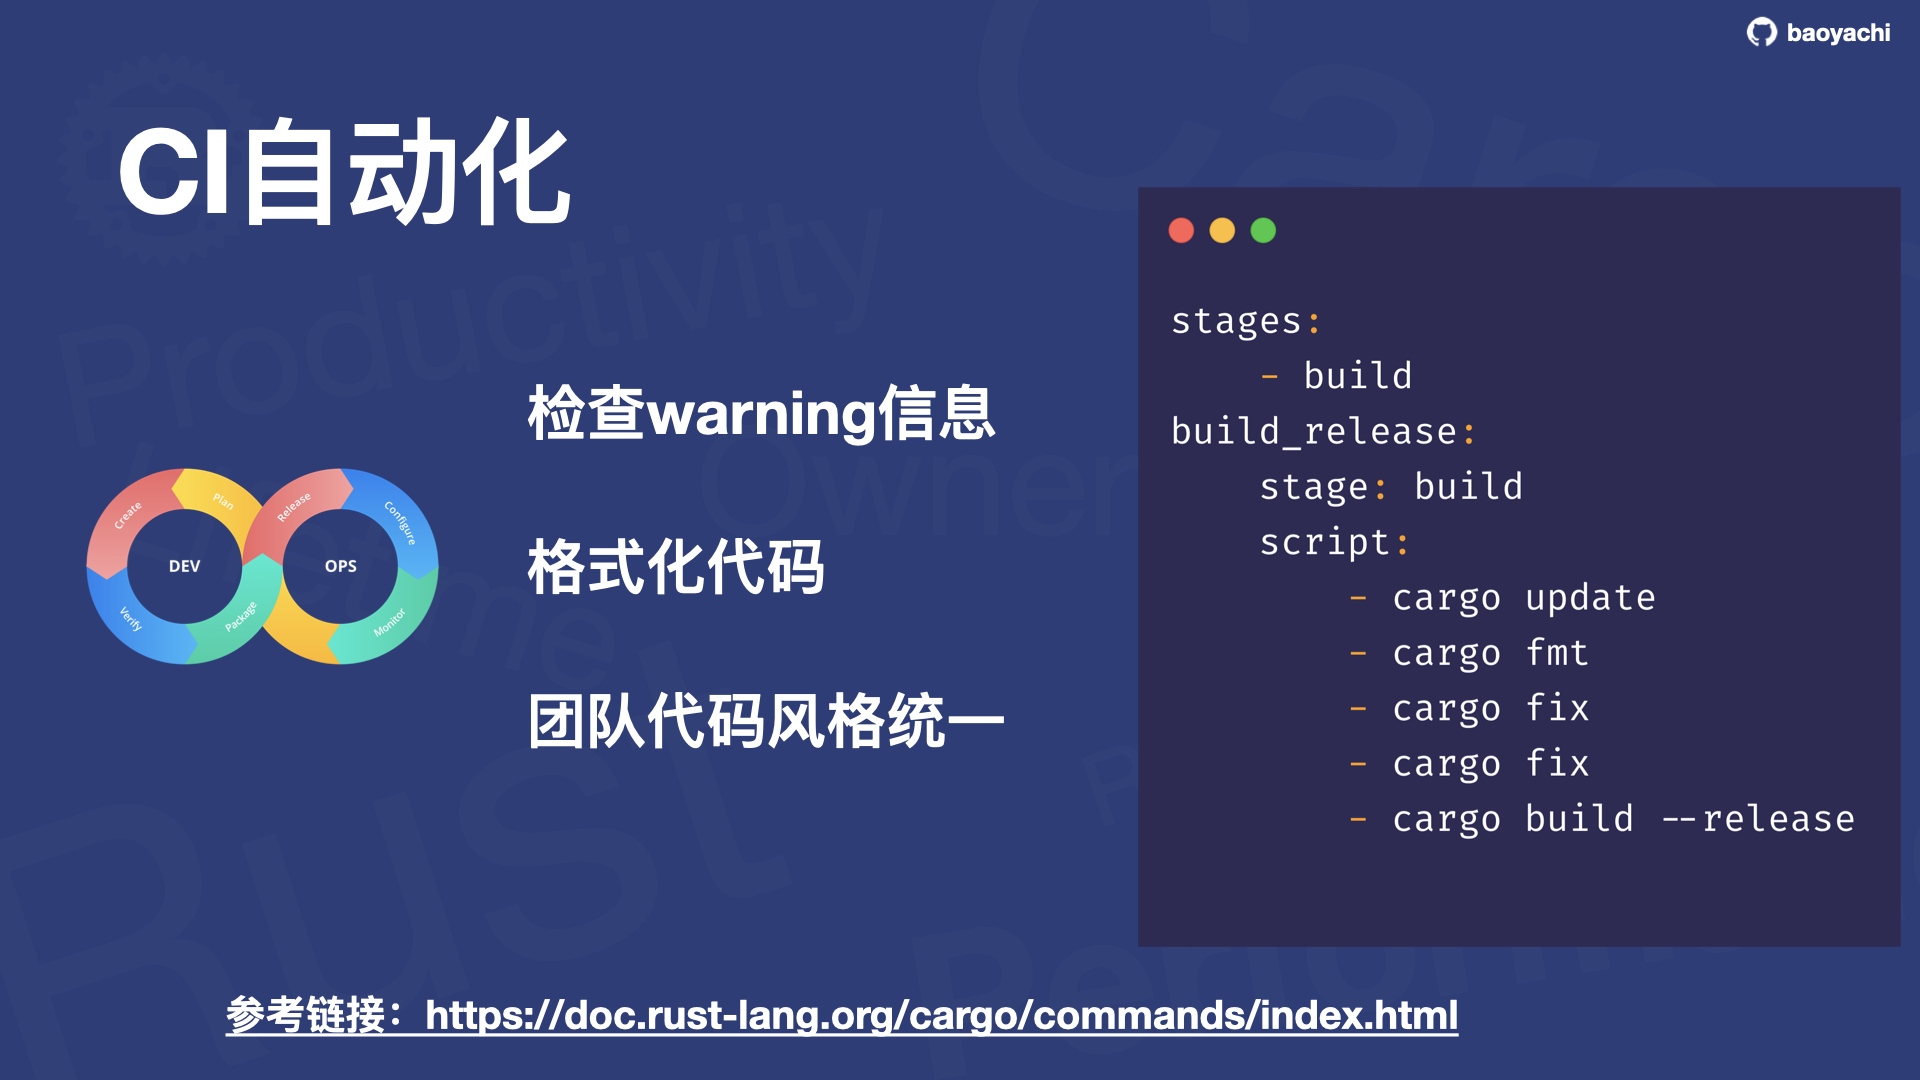 baoyachi
CI自动化
检查warning信息
格式化代码
团队代码风格统一
Create
Plan
Release
Configure
DEV
OPS
Verify
Package
Monitor
stages:
- build
build_release:
stage: build
script:
- cargo update
- cargo fmt
- cargo fix
- cargo fix
- cargo build --release
参考链接：https://doc.rust-lang.org/cargo/commands/index.html
Productivity
Rust